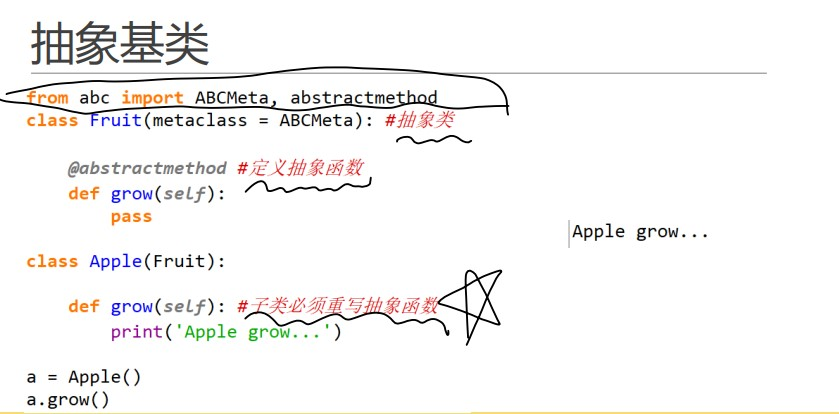 抽象基类
from abc import ABCMeta, abstractmethod
class Fruit(metaclass = ABCMeta): #抽象类
@abstractmethod #定义抽象函数
def grow(self):
pass
Apple grow...
class Apple(Fruit):
def grow(self): #子类必须重写抽象函数
print('Apple grow...')
a = Apple()
a.grow()